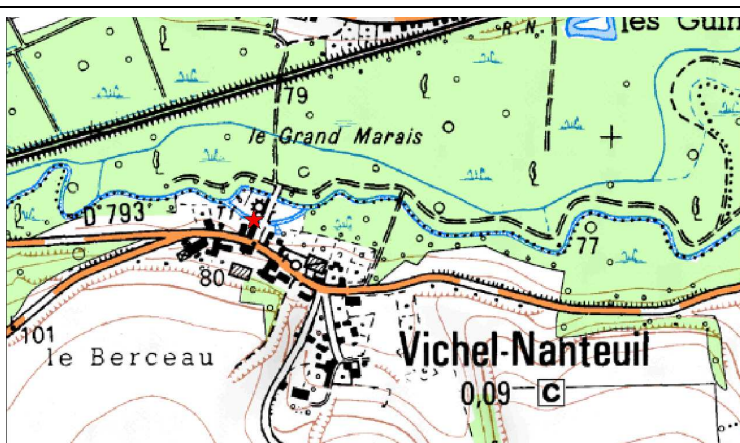 R.N.
les Guin
79
le Grand Marais
D 793
77
80
101
le Berceau
Vichel-Nanteuil
0,09 C